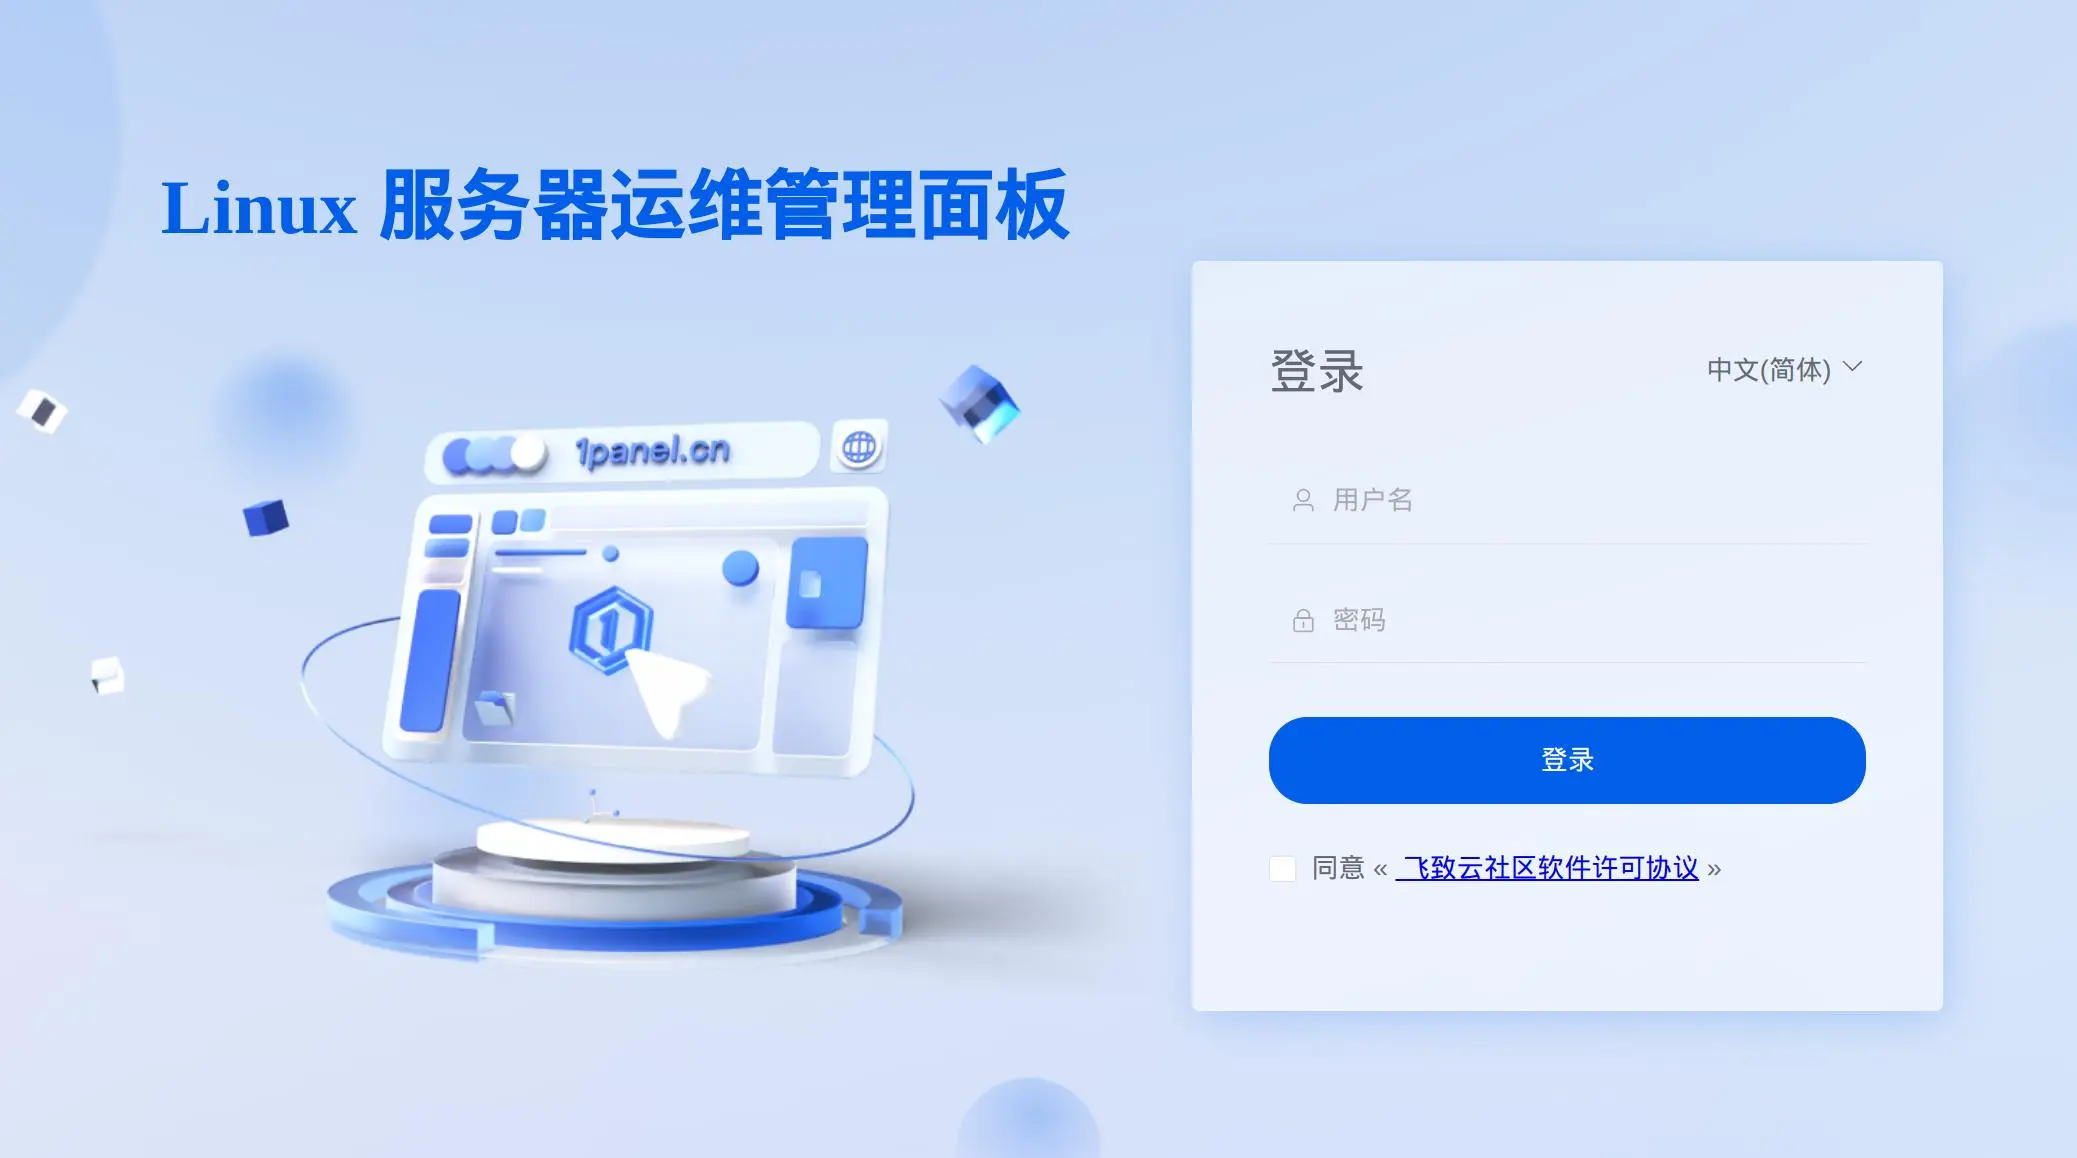 Linux 服务器运维管理面板
1panel.cn
1
登录
中文(简体)
用户名
密码
登录
同意 « 飞致云社区软件许可协议 »